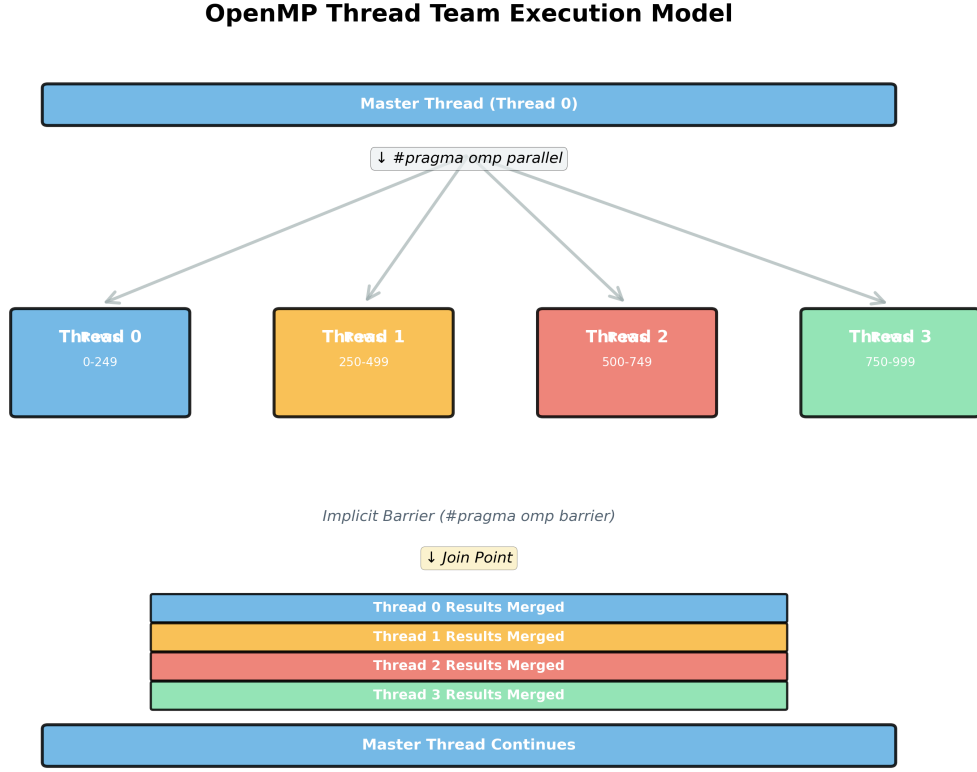 OpenMP Thread Team Execution Model
Master Thread (Thread 0)
↓ #pragma omp parallel
Thread 0
0-249
Thread 1
250-499
Thread 2
500-749
Thread 3
750-999
Implicit Barrier (#pragma omp barrier)
↓ Join Point
Thread 0 Results Merged
Thread 1 Results Merged
Thread 2 Results Merged
Thread 3 Results Merged
Master Thread Continues